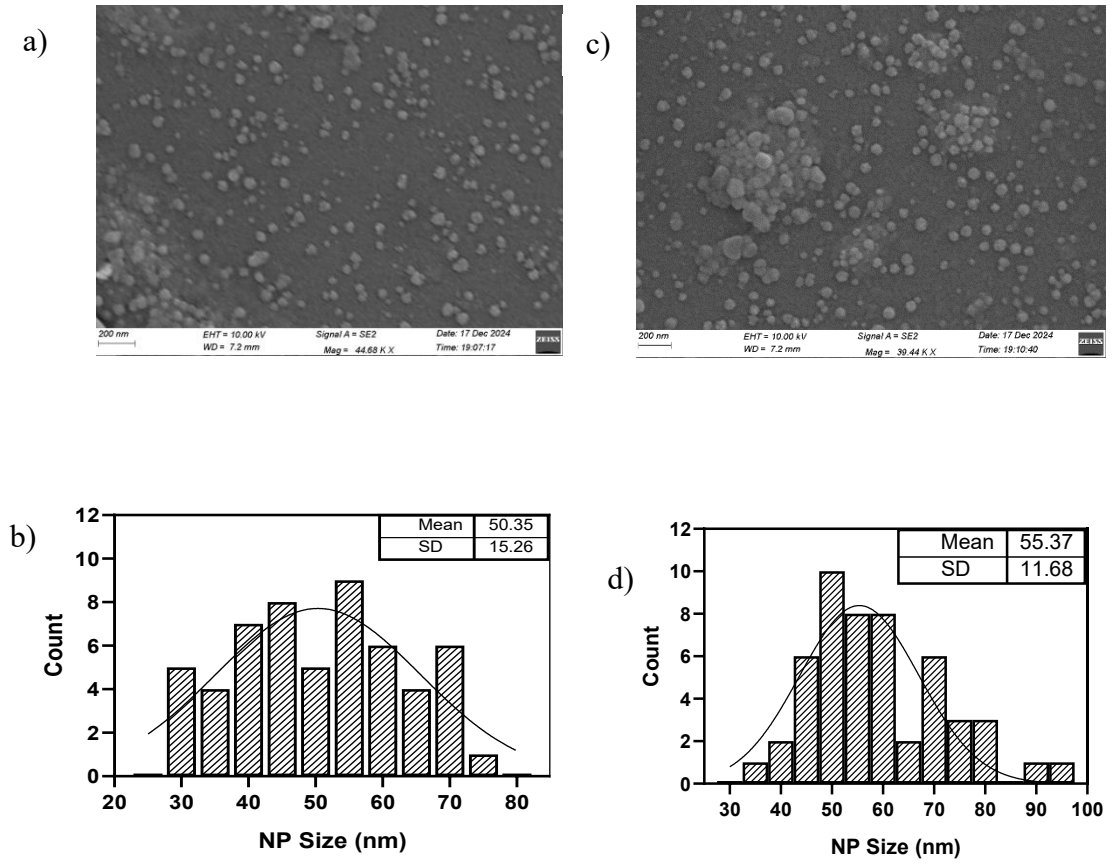 a)
200 nm EHT = 10.00 kV Signal A = SE2 Date: 17 Dec 2024
WD = 7.2 mm Mag = 44.68 K X Time: 19:07:17
ZEISS
c)
200 nm EHT = 10.00 kV Signal A = SE2 Date: 17 Dec 2024
WD = 7.2 mm Mag = 39.44 K X Time: 19:10:40
ZEISS
b)
Mean 50.35
SD 15.26
12
10
8
6
4
2
0
Count
20 30 40 50 60 70 80
NP Size (nm)
d)
Mean 55.37
SD 11.68
12
10
8
6
4
2
0
Count
30 40 50 60 70 80 90 100
NP Size (nm)